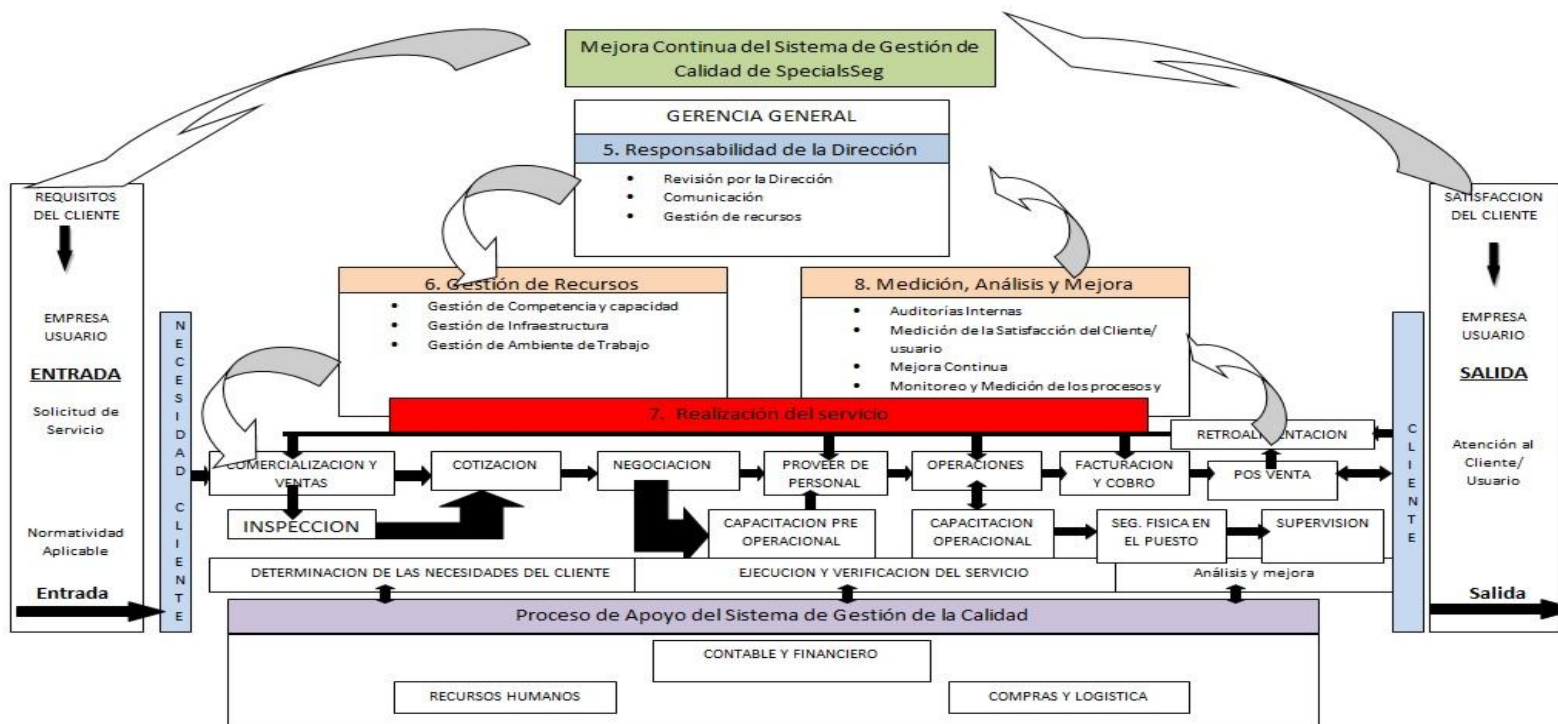 Mejora Continua del Sistema de Gestión de
Calidad de SpecialsSeg
GERENCIA GENERAL
5. Responsabilidad de la Dirección
• Revisión por la Dirección
• Comunicación
• Gestión de recursos
REQUISITOS
DEL CLIENTE
EMPRESA
USUARIO
ENTRADA
Solicitud de
Servicio
Normatividad
Aplicable
Entrada
NECESIDAD CLIENTE
6. Gestión de Recursos
• Gestión de Competencia y capacidad
• Gestión de Infraestructura
• Gestión de Ambiente de Trabajo
8. Medición, Análisis y Mejora
• Auditorías Internas
• Medición de la Satisfacción del Cliente/
usuario
• Mejora Continua
• Monitoreo y Medición de los procesos y
7. Realización del servicio
RETROALIMENTACION
COMERCIALIZACION Y
VENTAS
COTIZACION
NEGOCIACION
PROVEER DE
PERSONAL
OPERACIONES
FACTURACION
Y COBRO
POS VENTA
INSPECCION
CAPACITACION PRE
OPERACIONAL
CAPACITACION
OPERACIONAL
SEG. FISICA EN
EL PUESTO
SUPERVISION
DETERMINACION DE LAS NECESIDADES DEL CLIENTE
EJECUCION Y VERIFICACION DEL SERVICIO
Análisis y mejora
Proceso de Apoyo del Sistema de Gestión de la Calidad
CONTABLE Y FINANCIERO
RECURSOS HUMANOS
COMPRAS Y LOGISTICA
CLIENTE
SATISFACCION
DEL CLIENTE
EMPRESA
USUARIO
SALIDA
Atención al
Cliente/
Usuario
Salida